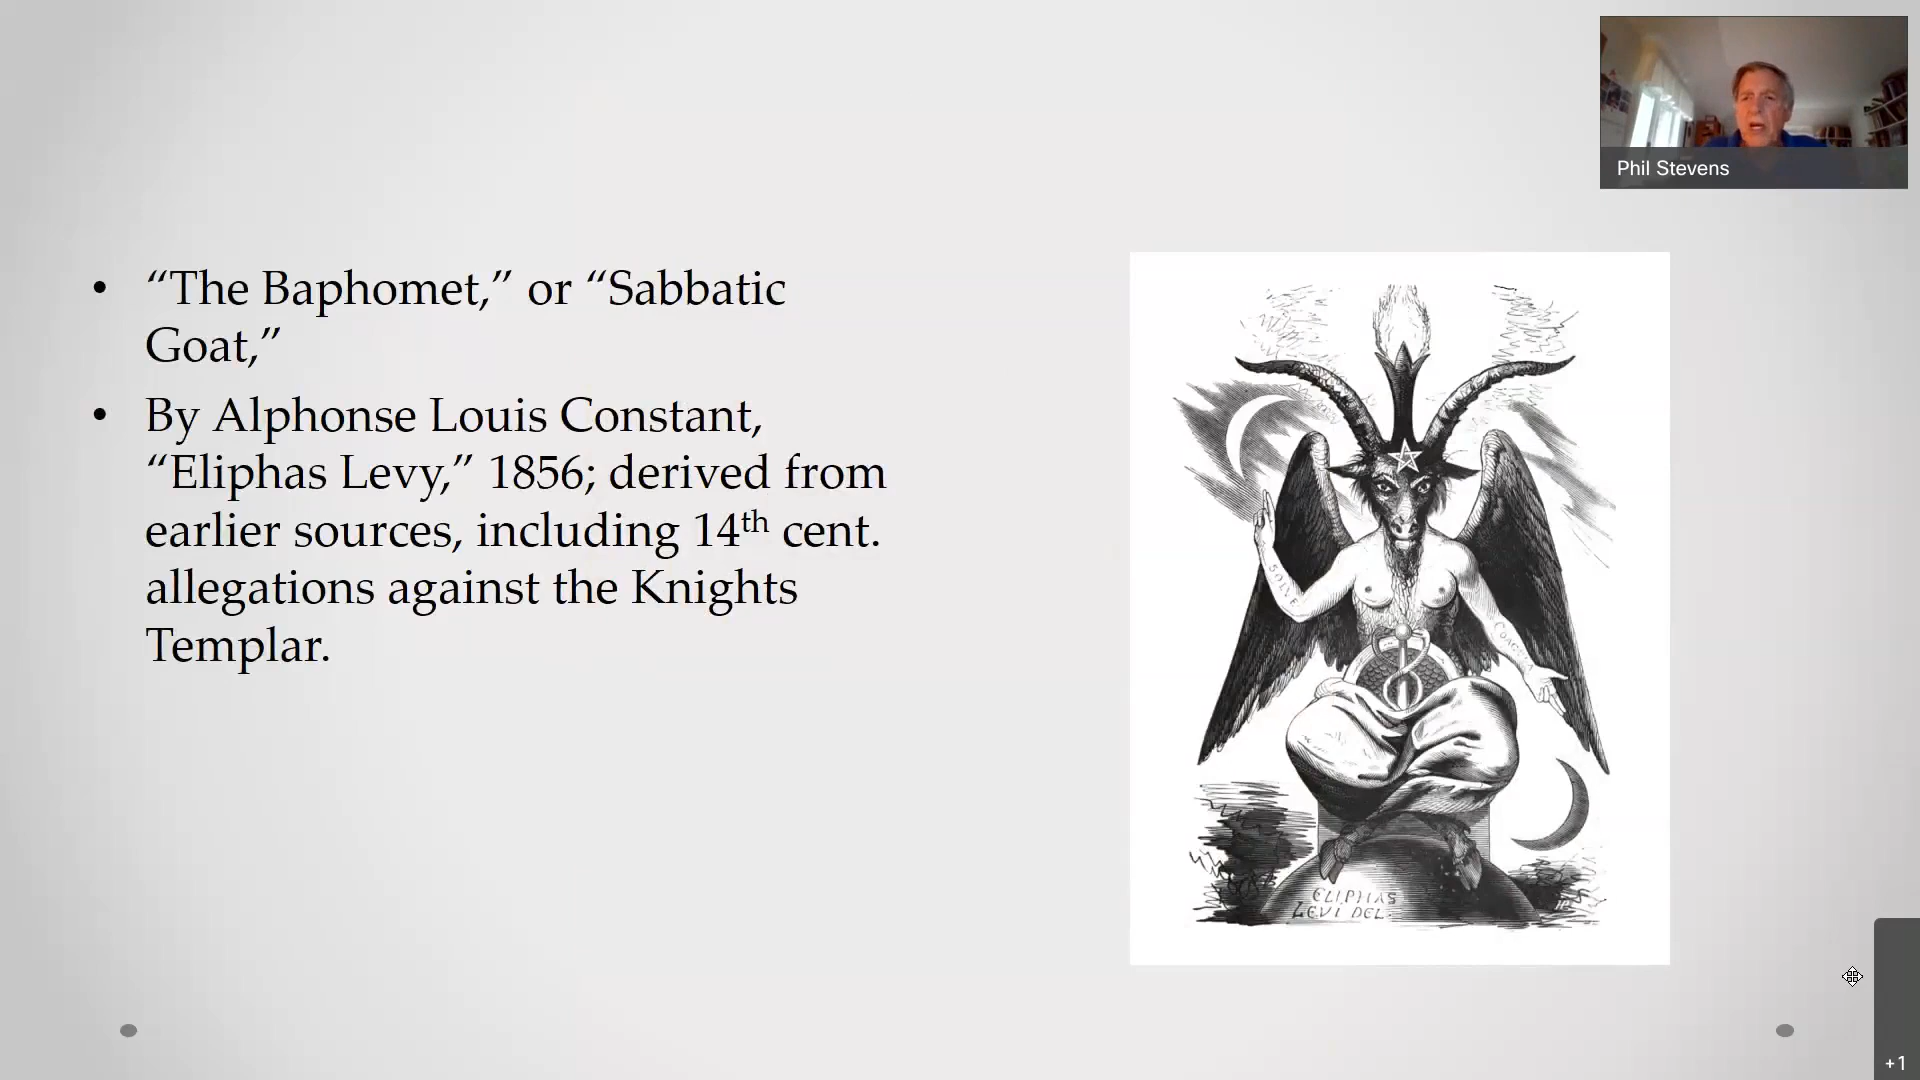 Phil Stevens
• “The Baphomet,” or “Sabbatic
Goat,”
• By Alphonse Louis Constant,
“Eliphas Levy,” 1856; derived from
earlier sources, including 14th cent.
allegations against the Knights
Templar.
SOLVE
COAGULA
ELIPHAS
LEVI DEL.
+1